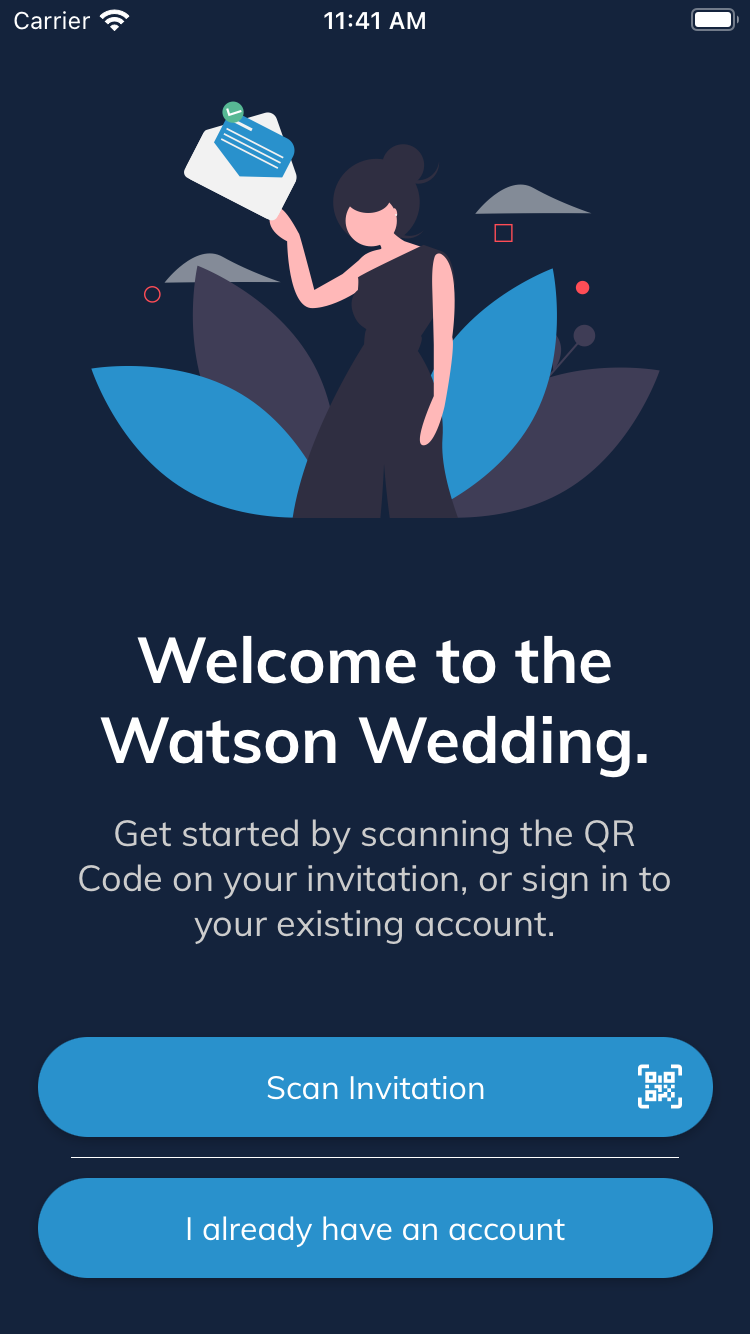 Carrier 11:41 AM
Welcome to the
Watson Wedding.
Get started by scanning the QR
Code on your invitation, or sign in to
your existing account.
Scan Invitation
I already have an account